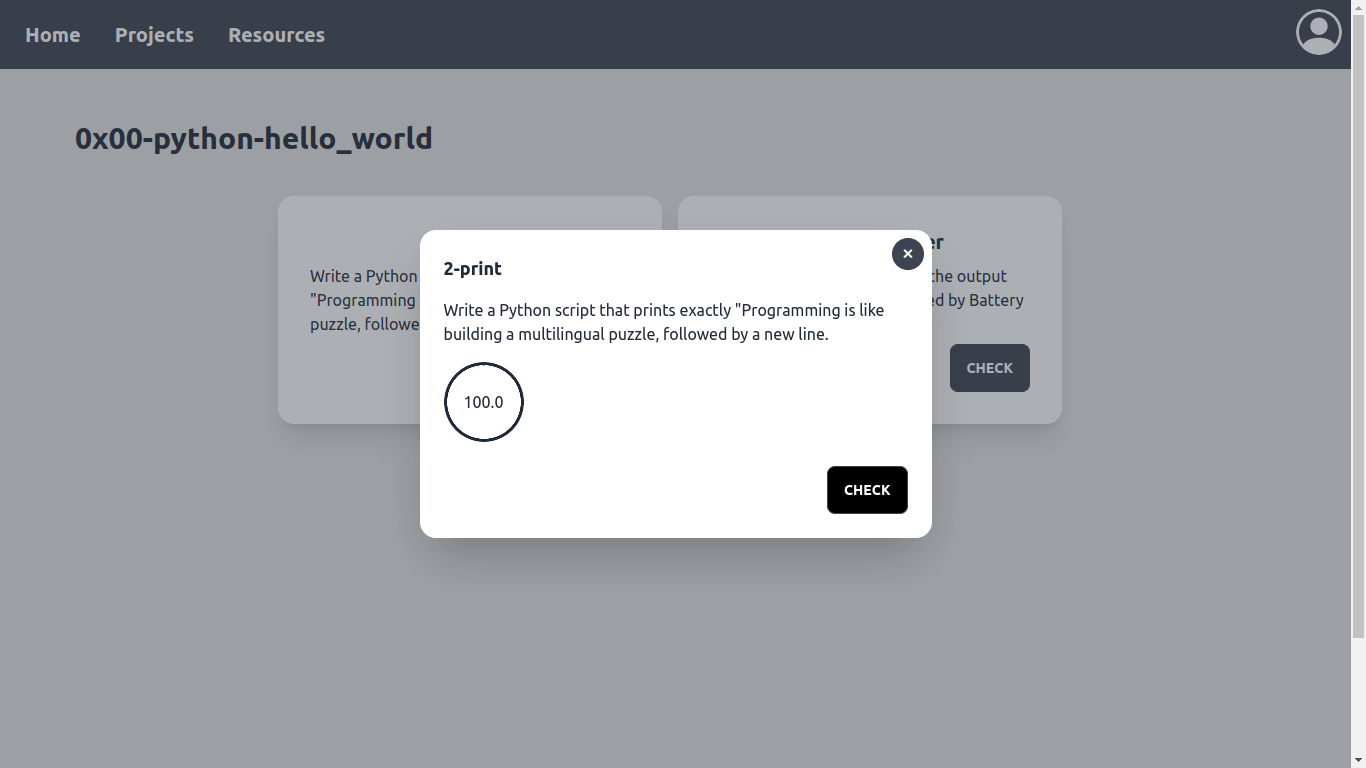 Home Projects Resources
0x00-python-hello_world
er
Write a Python
"Programming
puzzle, followe
the output
ed by Battery
CHECK
2-print
×
Write a Python script that prints exactly "Programming is like
building a multilingual puzzle, followed by a new line.
100.0
CHECK